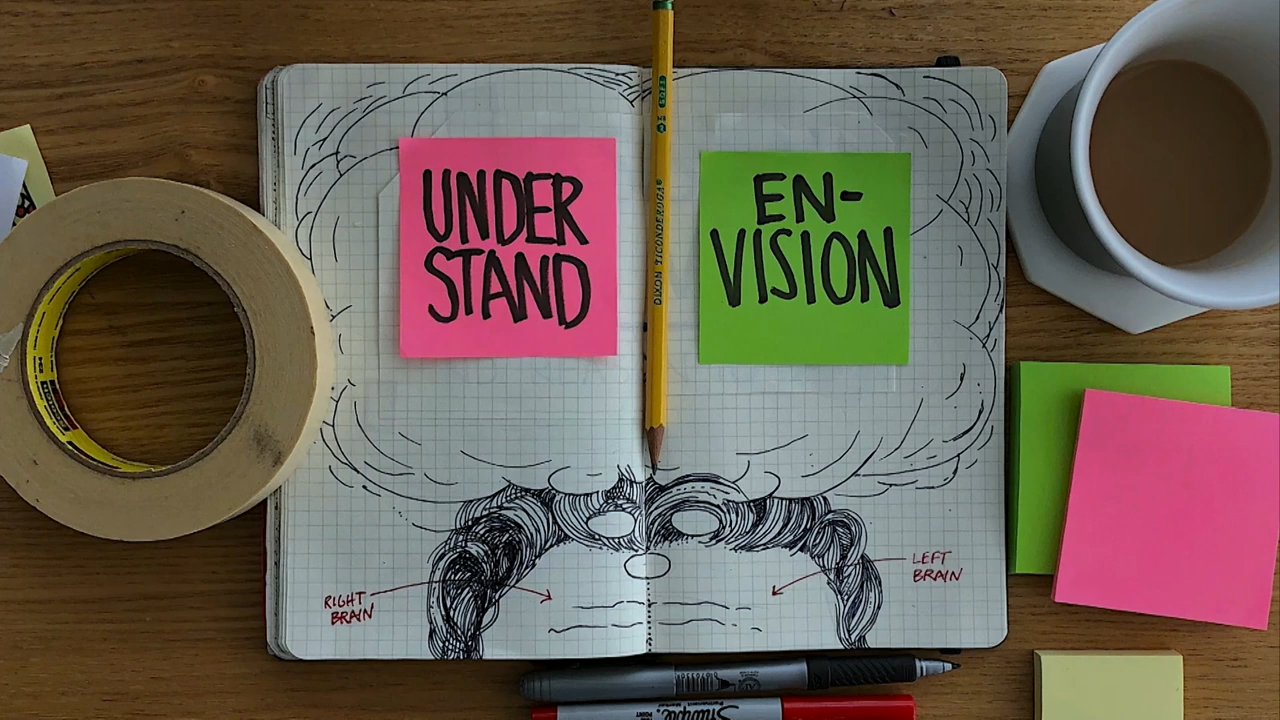 UNDER
STAND
EN-
VISION
DIXON TICONDEROGA®
RIGHT
BRAIN
LEFT
BRAIN
Sharpie